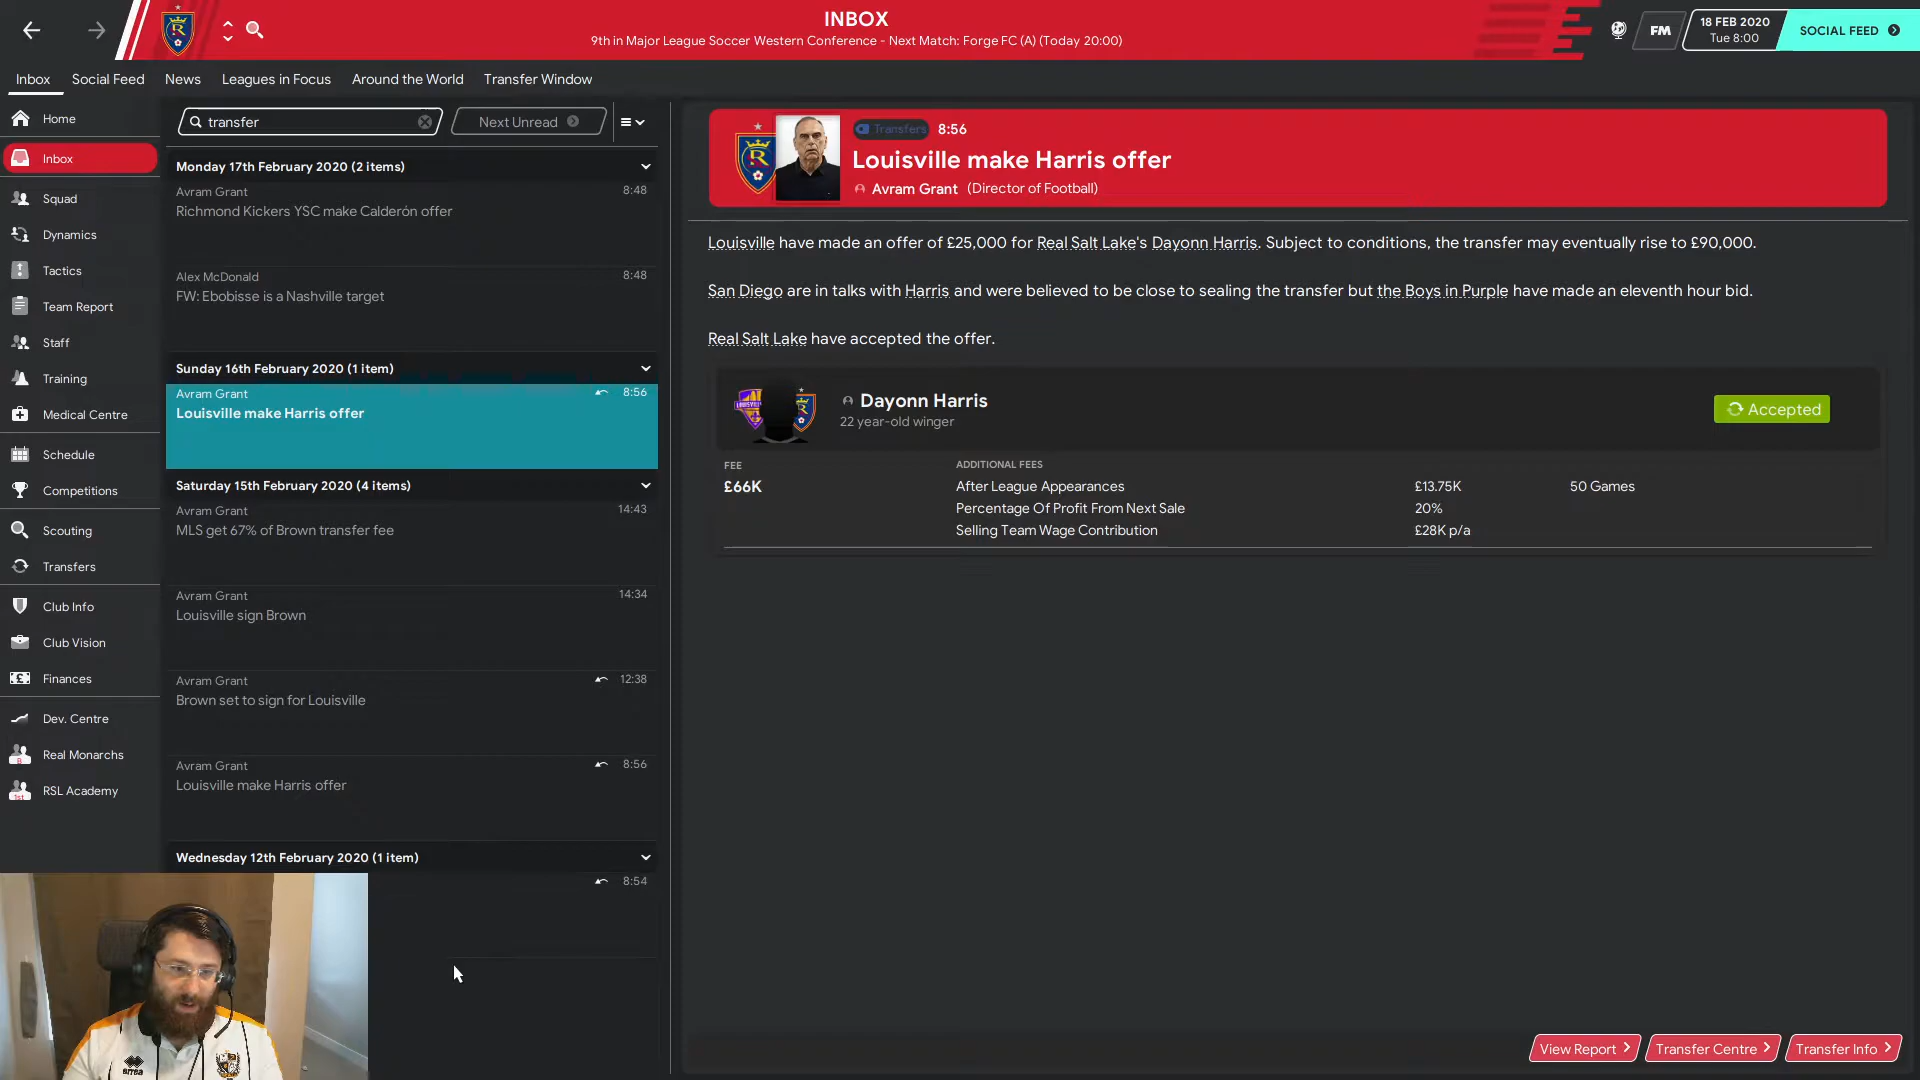 INBOX
9th in Major League Soccer Western Conference - Next Match: Forge FC (A) (Today 20:00)
FM
18 FEB 2020
Tue 8:00
SOCIAL FEED
Inbox
Social Feed
News
Leagues in Focus
Around the World
Transfer Window
Home
Inbox
Squad
Dynamics
Tactics
Team Report
Staff
Training
Medical Centre
Schedule
Competitions
Scouting
Transfers
Club Info
Club Vision
Finances
Dev. Centre
Real Monarchs
RSL Academy
transfer
Next Unread
Monday 17th February 2020 (2 items)
Avram Grant 8:48
Richmond Kickers YSC make Calderón offer
Alex McDonald 8:48
FW: Ebobisse is a Nashville target
Sunday 16th February 2020 (1 item)
Avram Grant 8:56
Louisville make Harris offer
Saturday 15th February 2020 (4 items)
Avram Grant 14:43
MLS get 67% of Brown transfer fee
Avram Grant 14:34
Louisville sign Brown
Avram Grant 12:38
Brown set to sign for Louisville
Avram Grant 8:56
Louisville make Harris offer
Wednesday 12th February 2020 (1 item)
8:54
Transfers 8:56
Louisville make Harris offer
Avram Grant (Director of Football)
Louisville have made an offer of £25,000 for Real Salt Lake's Dayonn Harris. Subject to conditions, the transfer may eventually rise to £90,000.
San Diego are in talks with Harris and were believed to be close to sealing the transfer but the Boys in Purple have made an eleventh hour bid.
Real Salt Lake have accepted the offer.
Dayonn Harris
22 year-old winger
Accepted
FEE
£66K
ADDITIONAL FEES
After League Appearances £13.75K 50 Games
Percentage Of Profit From Next Sale 20%
Selling Team Wage Contribution £28K p/a
View Report
Transfer Centre
Transfer Info
errea